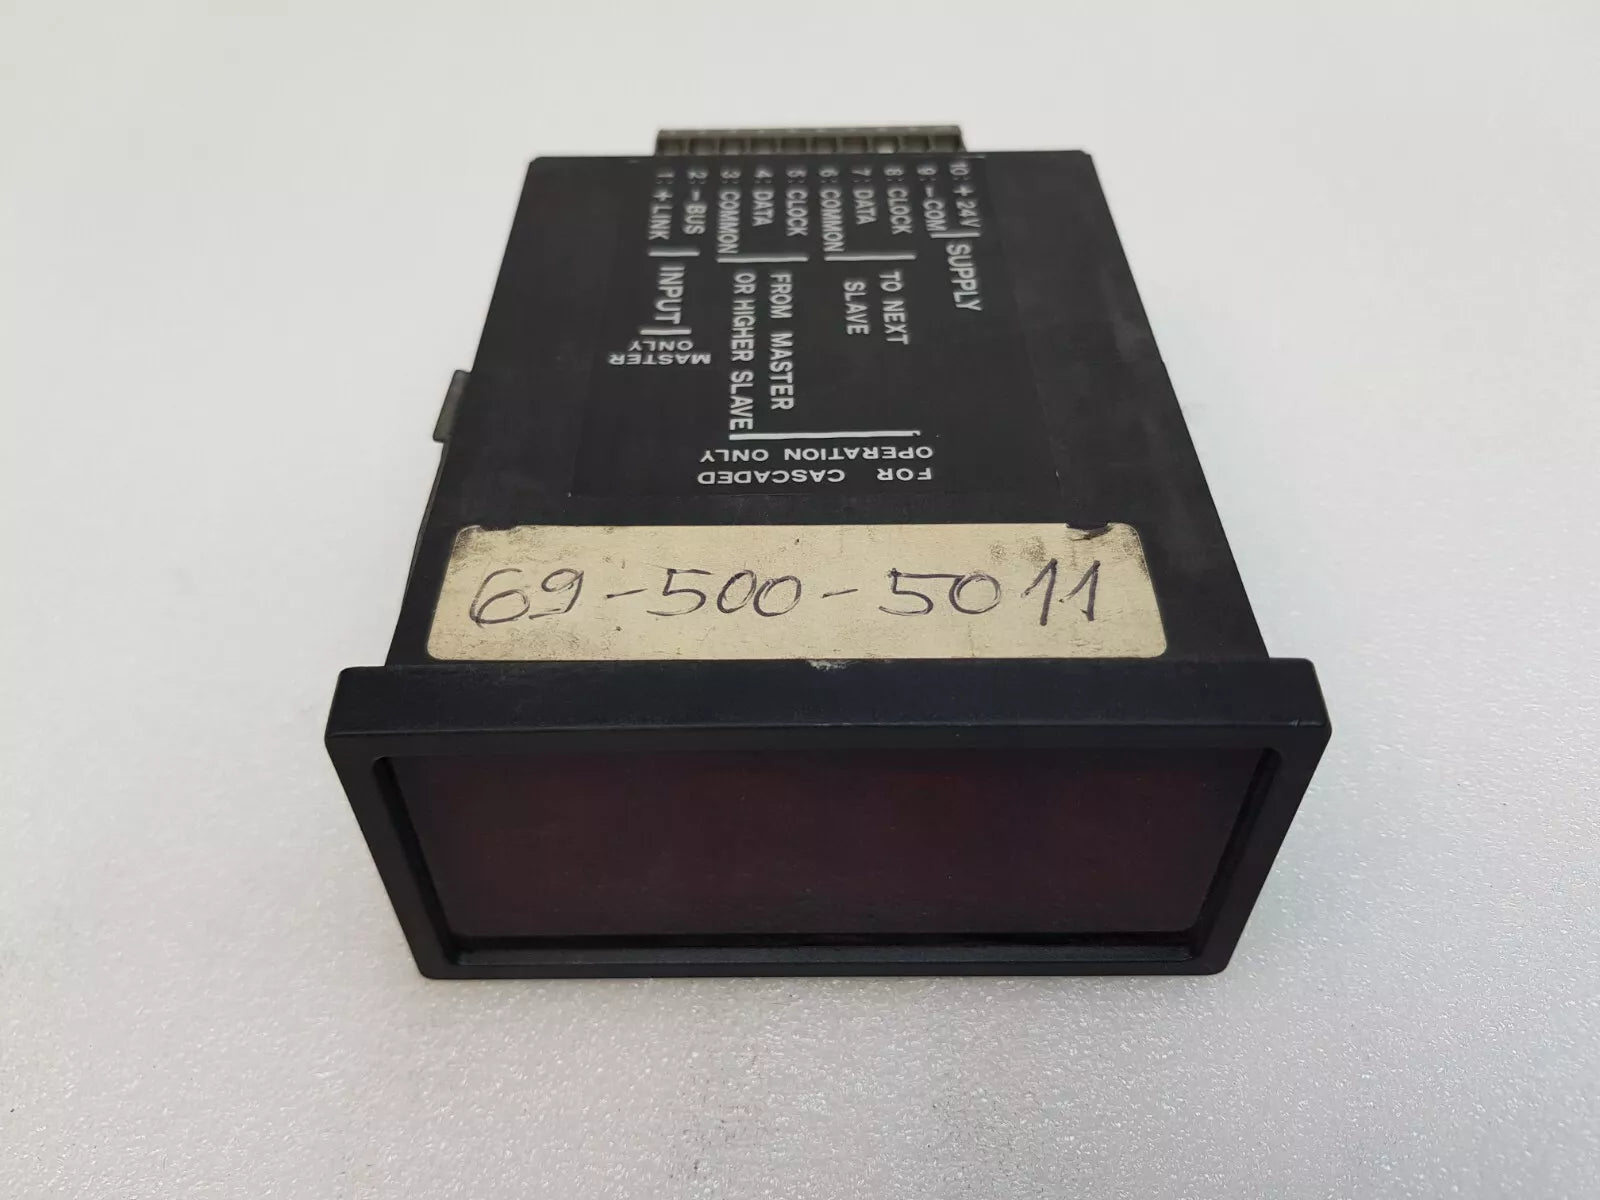 10: + 24V
9: - COM
SUPPLY
8: CLOCK
7: DATA
6: COMMON
TO NEXT
SLAVE
5: CLOCK
4: DATA
3: COMMON
FROM MASTER
OR HIGHER SLAVE
FOR CASCADED
OPERATION ONLY
2: - BUS
1: + LINK
INPUT
MASTER
ONLY
69-500-5011